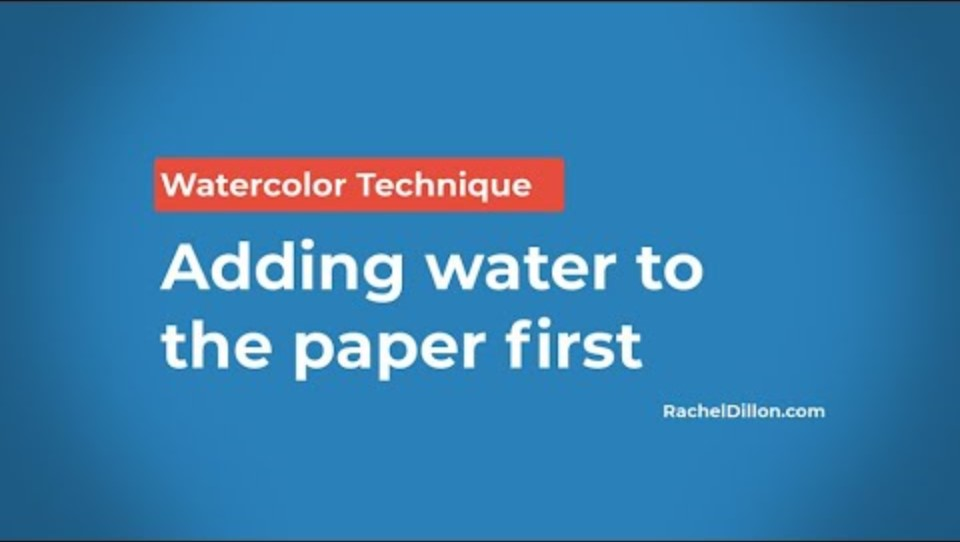 Watercolor Technique
Adding water to
the paper first
RachelDillon.com